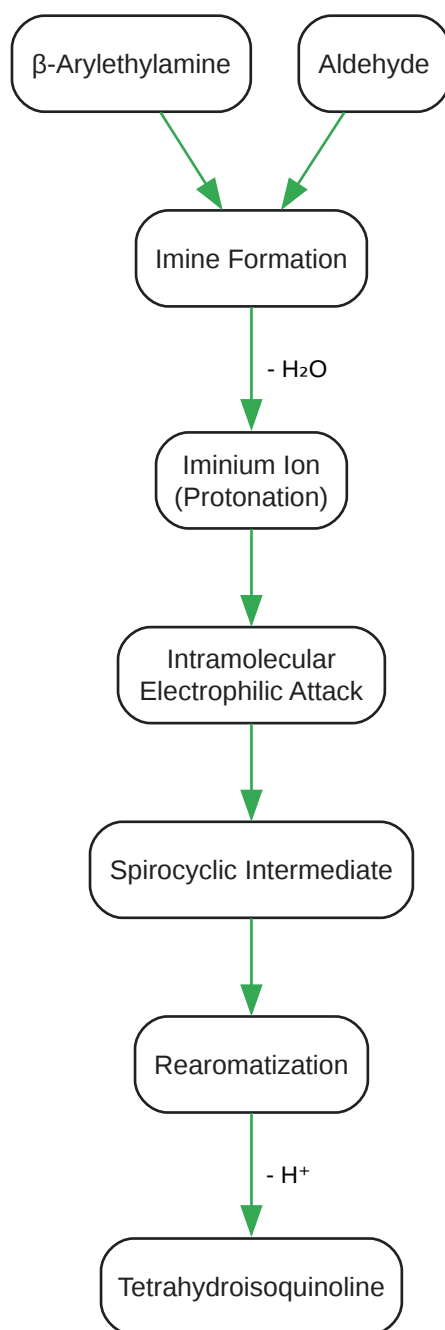 β-Arylethylamine
Aldehyde
Imine Formation
- H₂O
Iminium Ion
(Protonation)
Intramolecular
Electrophilic Attack
Spirocyclic Intermediate
Rearomatization
- H⁺
Tetrahydroisoquinoline